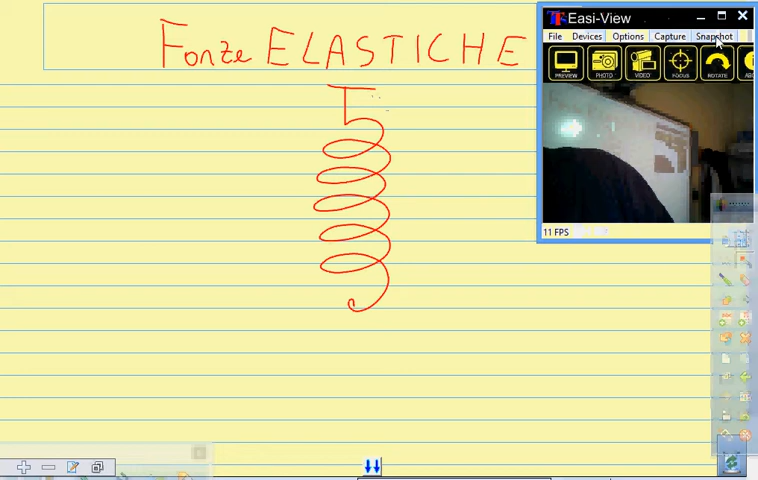 Forze ELASTICHE
Easi-View
File Devices Options Capture Snapshot
PREVIEW PHOTO VIDEO FOCUS ROTATE
11 FPS